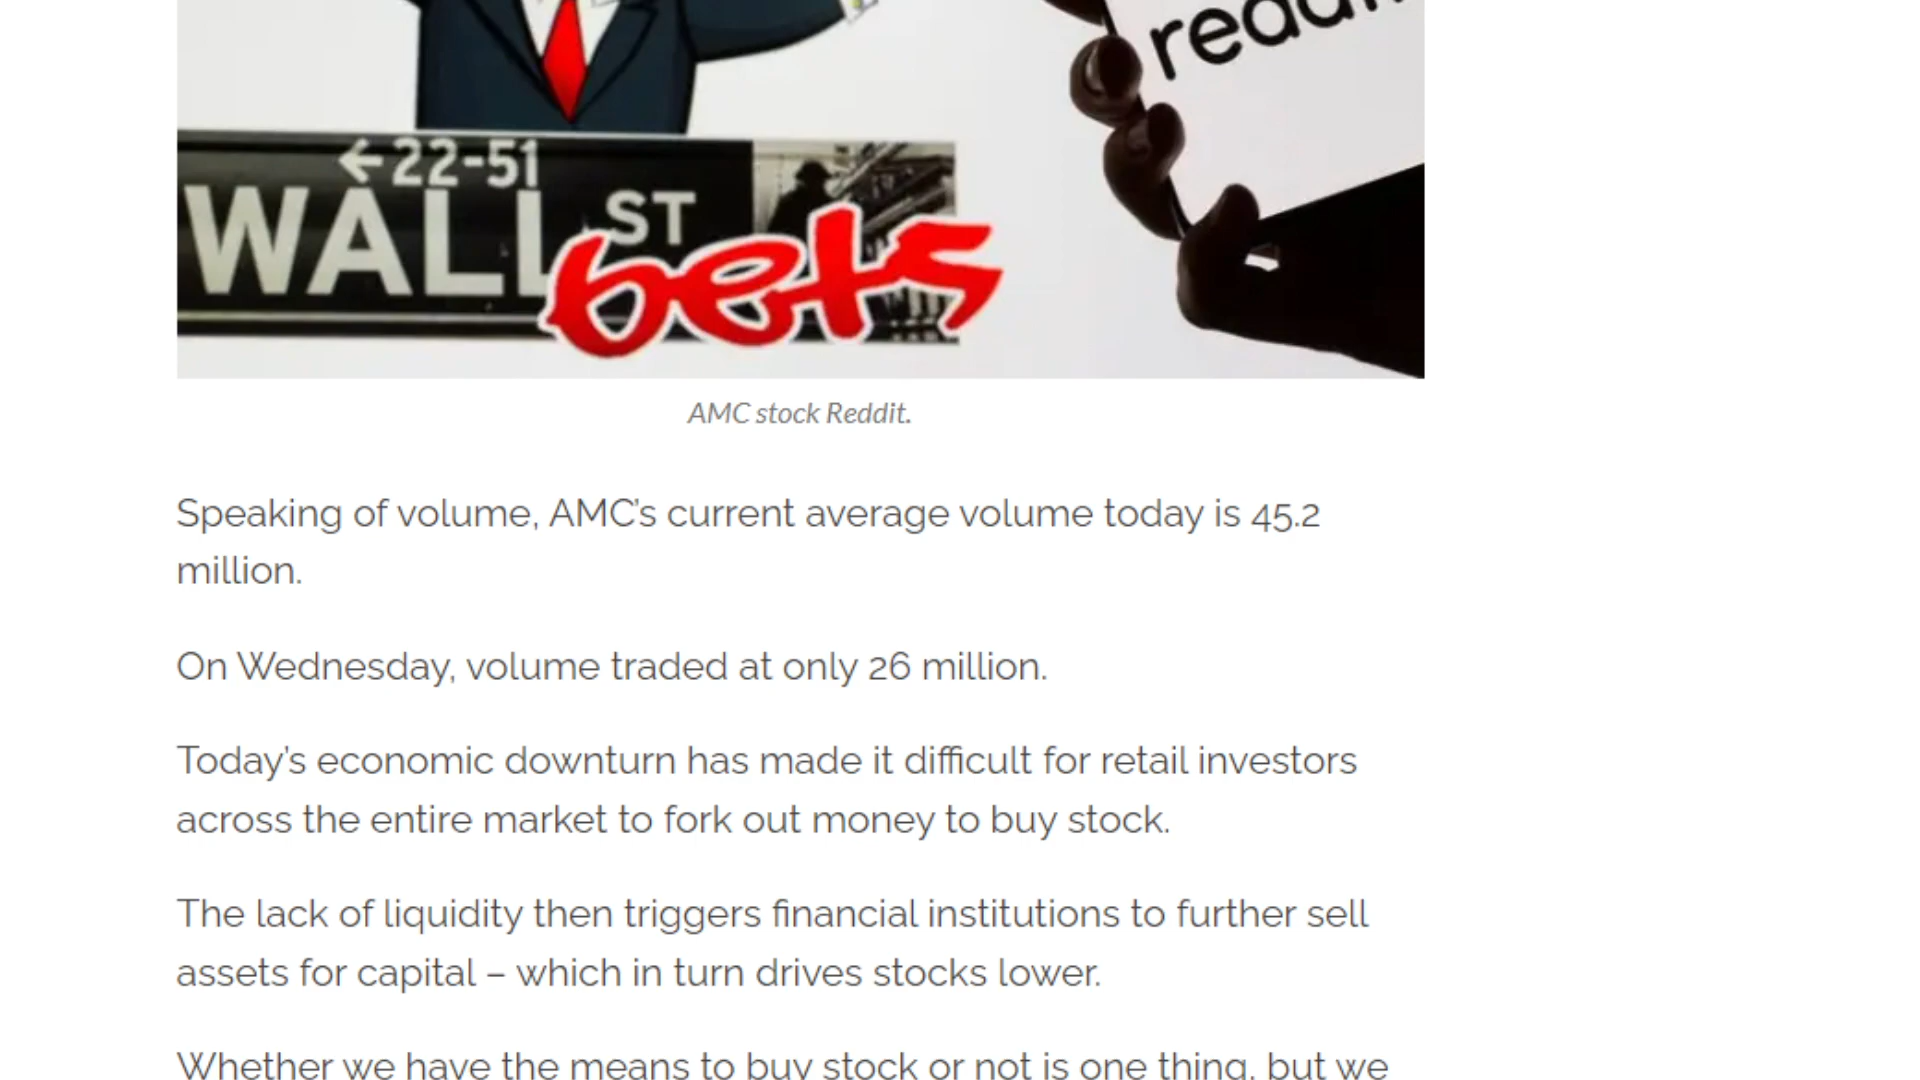 reddit
←22-51
WALL ST
bets
AMC stock Reddit.
Speaking of volume, AMC’s current average volume today is 45.2
million.
On Wednesday, volume traded at only 26 million.
Today’s economic downturn has made it difficult for retail investors
across the entire market to fork out money to buy stock.
The lack of liquidity then triggers financial institutions to further sell
assets for capital – which in turn drives stocks lower.
Whether we have the means to buy stock or not is one thing, but we